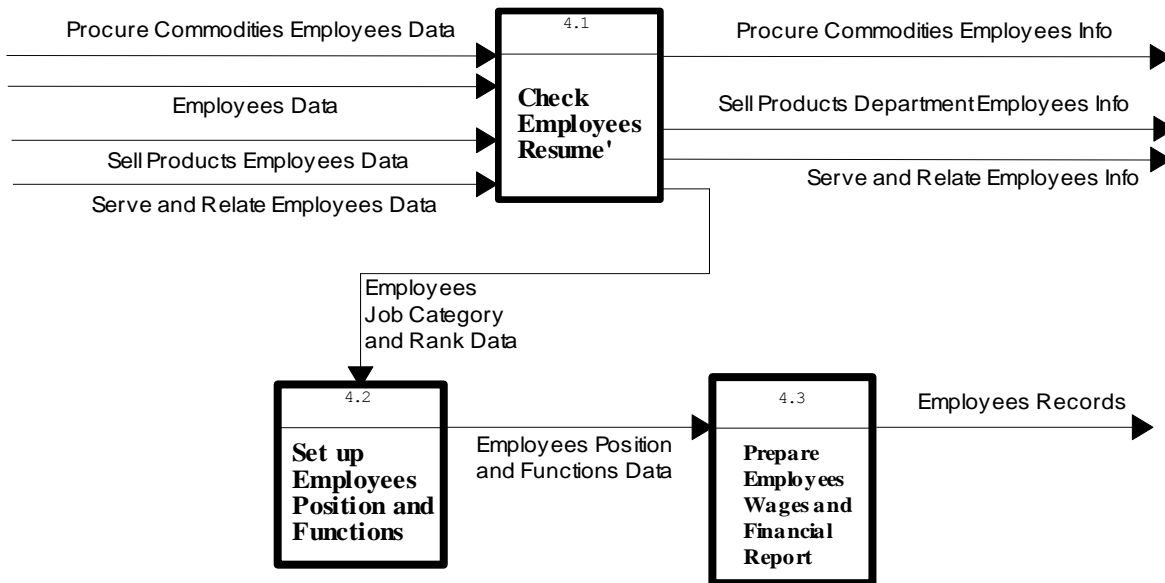 Procure Commodities Employees Data
Employees Data
Sell Products Employees Data
Serve and Relate Employees Data
4.1
Check
Employees
Resume'
Procure Commodities Employees Info
Sell Products Department Employees Info
Serve and Relate Employees Info
Employees
Job Category
and Rank Data
4.2
Set up
Employees
Position and
Functions
Employees Position
and Functions Data
4.3
Prepare
Employees
Wages and
Financial
Report
Employees Records